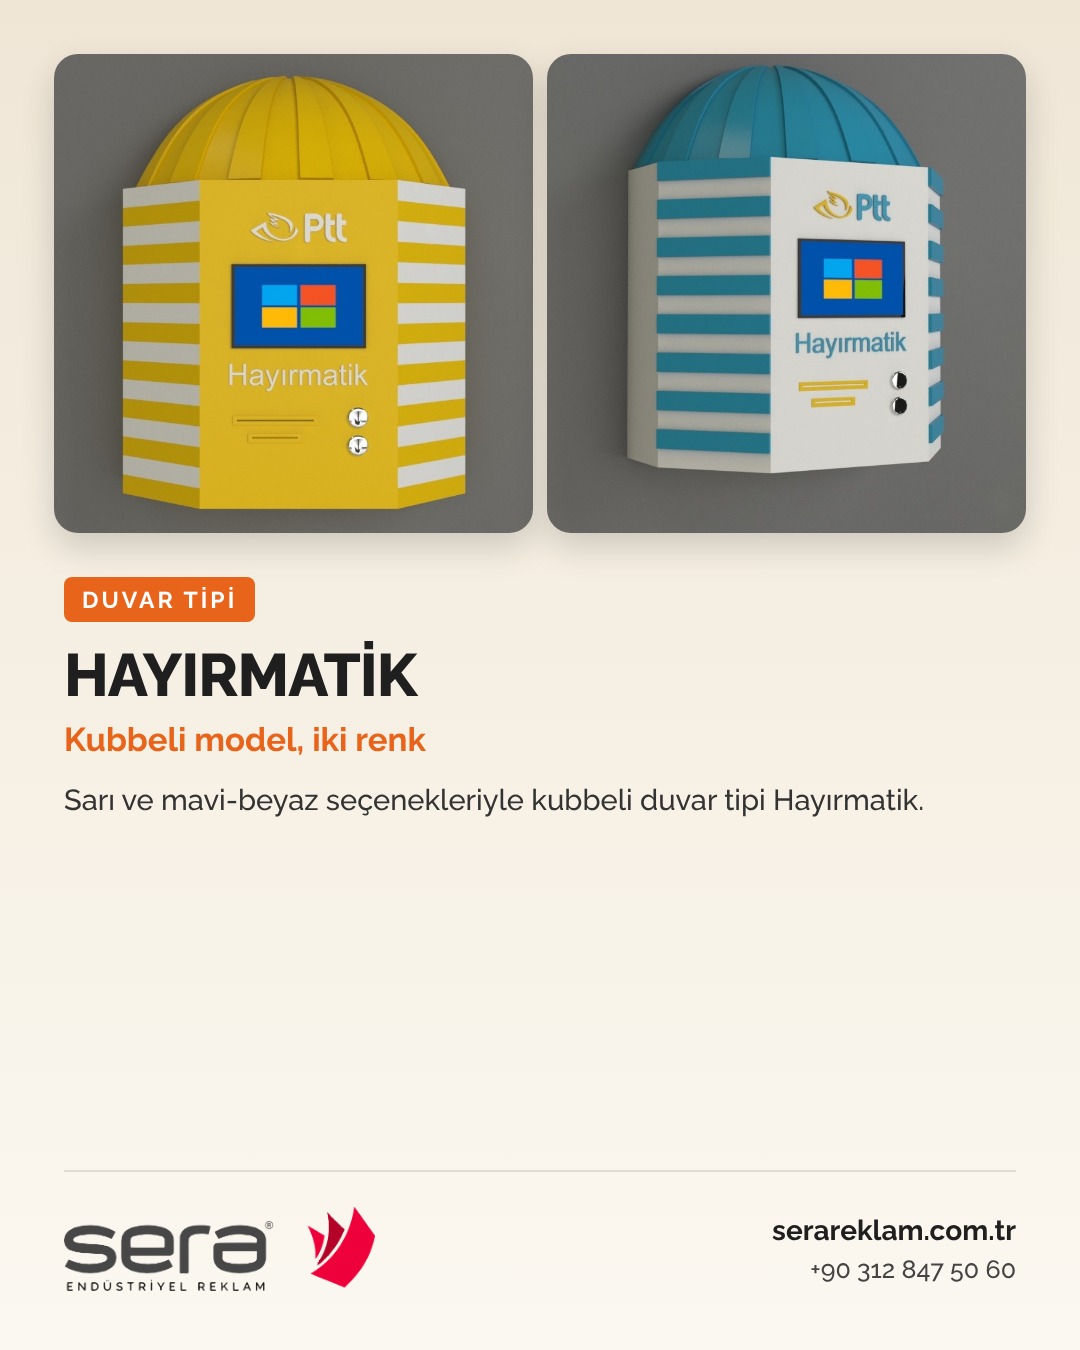 Ptt
Hayırmatik
Ptt
Hayırmatik
DUVAR TİPİ
HAYIRMATİK
Kubbeli model, iki renk
Sarı ve mavi-beyaz seçenekleriyle kubbeli duvar tipi Hayırmatik.
sera®
ENDÜSTRİYEL REKLAM
serareklam.com.tr
+90 312 847 50 60